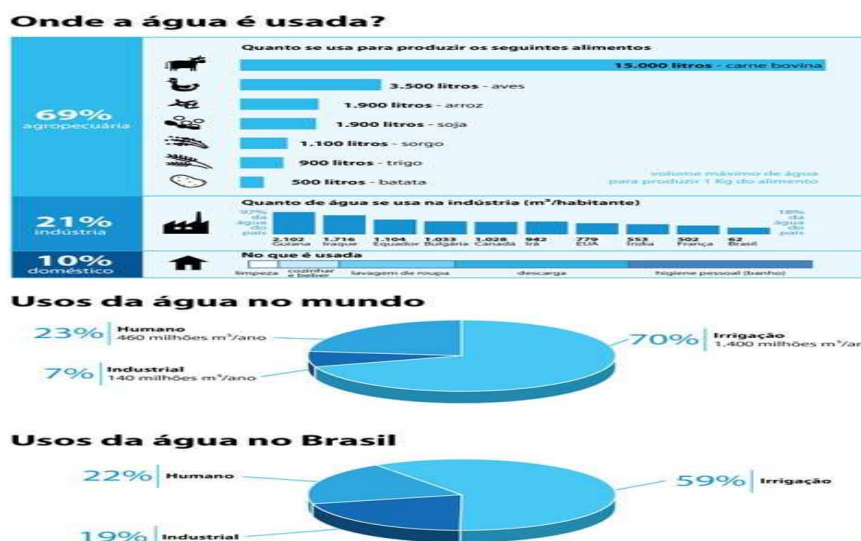 Onde a água é usada?
69%
agropecuária
Quanto se usa para produzir os seguintes alimentos
15.000 litros - carne bovina
3.500 litros - aves
1.900 litros - arroz
1.900 litros - soja
1.100 litros - sorgo
900 litros - trigo
500 litros - batata
volume máximo de água
para produzir 1 Kg do alimento
21%
indústria
Quanto de água se usa na indústria (m³/habitante)
97%
da
água
do
país
2.102 1.716 1.104 1.033 1.028 942 779 553 502 62
Guiana Iraque Equador Bulgária Canadá Irã EUA Índia França Brasil
18%
da
água
do
país
10%
doméstico
No que é usada
limpeza
cozinhar
e beber
lavagem de roupa
descarga
higiene pessoal (banho)
Usos da água no mundo
23% Humano
460 milhões m³/ano
7% Industrial
140 milhões m³/ano
70% Irrigação
1.400 milhões m³/an
Usos da água no Brasil
22% Humano
59% Irrigação
19% Industrial